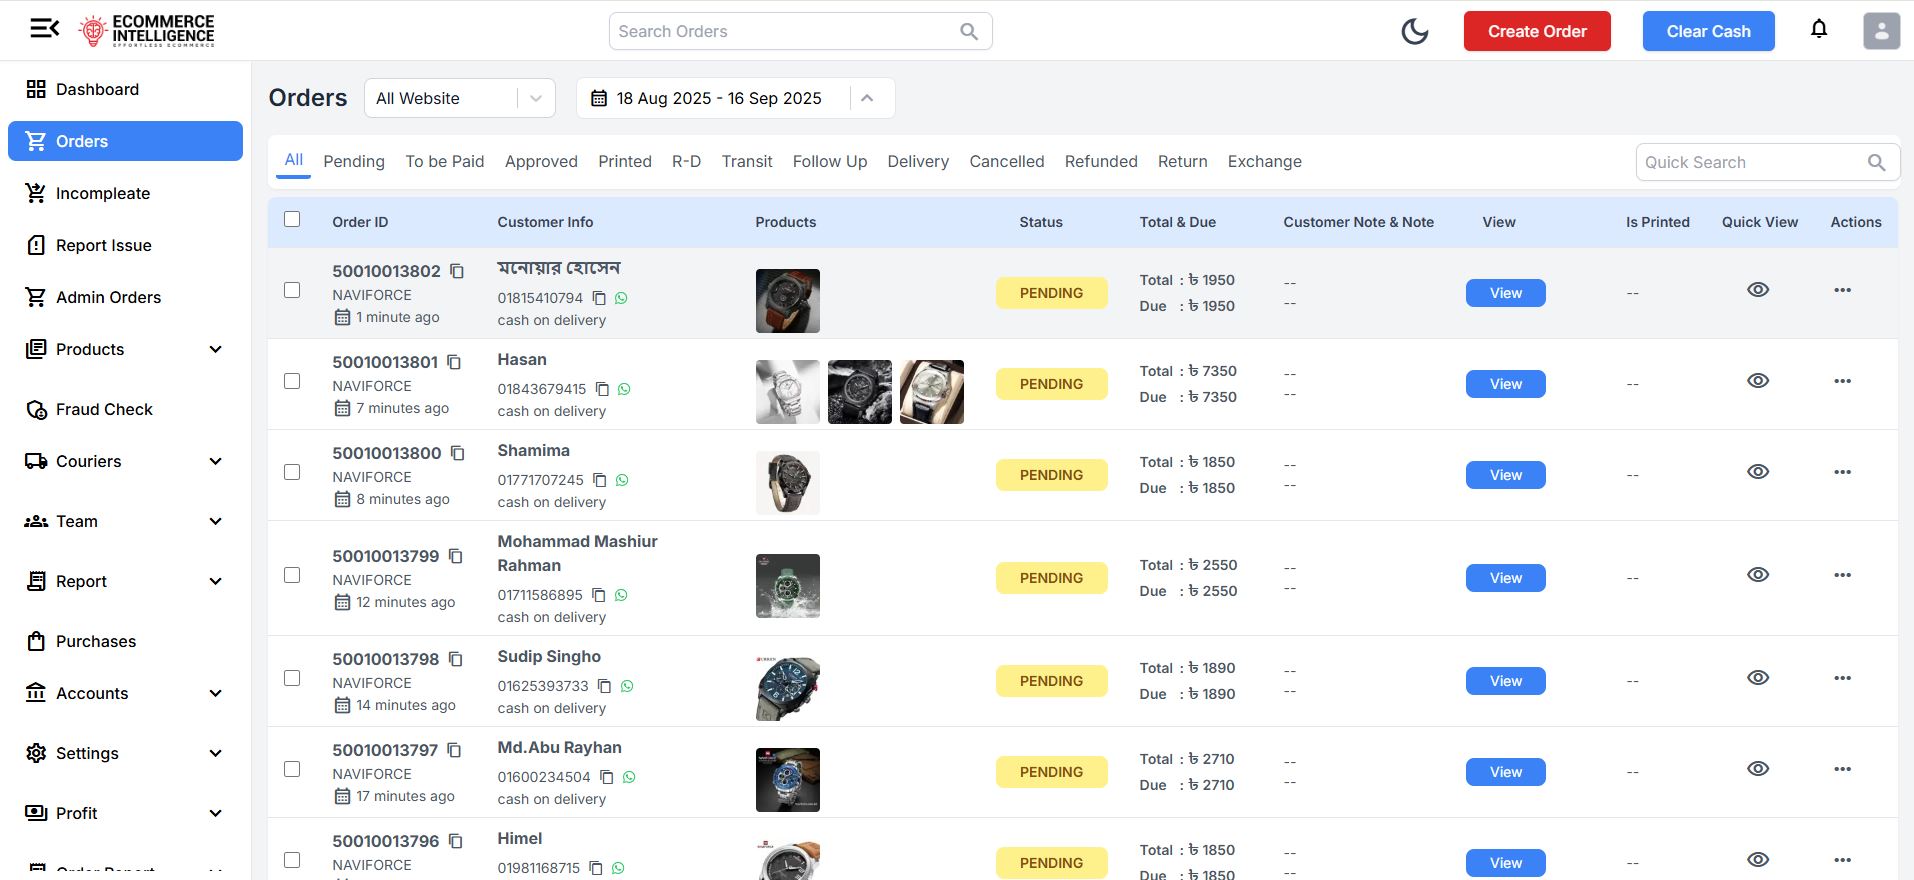 ECOMMERCE
INTELLIGENCE
EFFORTLESS ECOMMERCE
Search Orders
Create Order
Clear Cash
Dashboard
Orders
Incompleate
Report Issue
Admin Orders
Products
Fraud Check
Couriers
Team
Report
Purchases
Accounts
Settings
Profit
Order Report
Orders
All Website
18 Aug 2025 - 16 Sep 2025
All Pending To be Paid Approved Printed R-D Transit Follow Up Delivery Cancelled Refunded Return Exchange
Quick Search
Order ID Customer Info Products Status Total & Due Customer Note & Note View Is Printed Quick View Actions
50010013802
NAVIFORCE
1 minute ago
মনোয়ার হোসেন
01815410794
cash on delivery
PENDING
Total : ৳ 1950
Due : ৳ 1950
--
--
View
--
50010013801
NAVIFORCE
7 minutes ago
Hasan
01843679415
cash on delivery
PENDING
Total : ৳ 7350
Due : ৳ 7350
--
--
View
--
50010013800
NAVIFORCE
8 minutes ago
Shamima
01771707245
cash on delivery
PENDING
Total : ৳ 1850
Due : ৳ 1850
--
--
View
--
50010013799
NAVIFORCE
12 minutes ago
Mohammad Mashiur
Rahman
01711586895
cash on delivery
PENDING
Total : ৳ 2550
Due : ৳ 2550
--
--
View
--
50010013798
NAVIFORCE
14 minutes ago
Sudip Singho
01625393733
cash on delivery
PENDING
Total : ৳ 1890
Due : ৳ 1890
--
--
View
--
50010013797
NAVIFORCE
17 minutes ago
Md.Abu Rayhan
01600234504
cash on delivery
PENDING
Total : ৳ 2710
Due : ৳ 2710
--
--
View
--
50010013796
NAVIFORCE
Himel
01981168715
PENDING
Total : ৳ 1850
Due : ৳ 1850
--
--
View
--